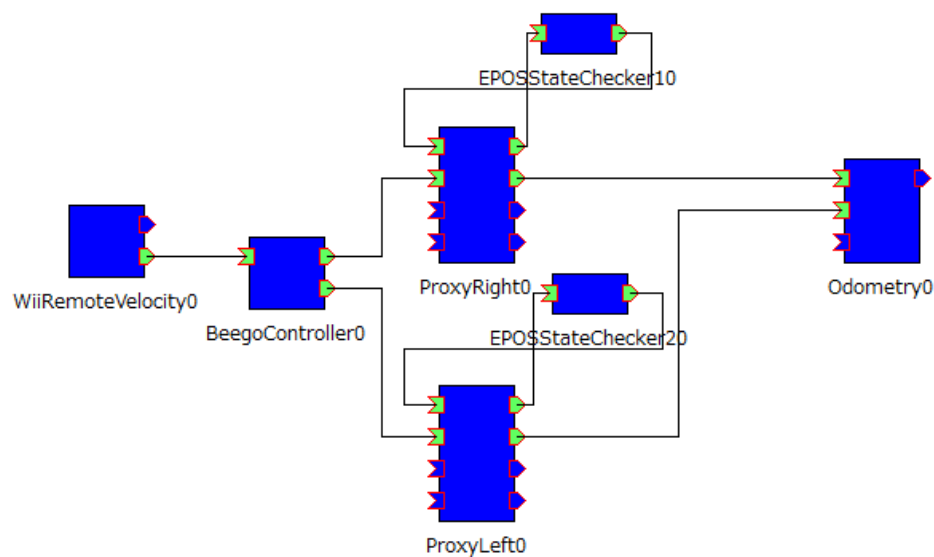 EPOSStateChecker10
WiiRemoteVelocity0
BeegoController0
ProxyRight0
Odometry0
EPOSStateChecker20
ProxyLeft0